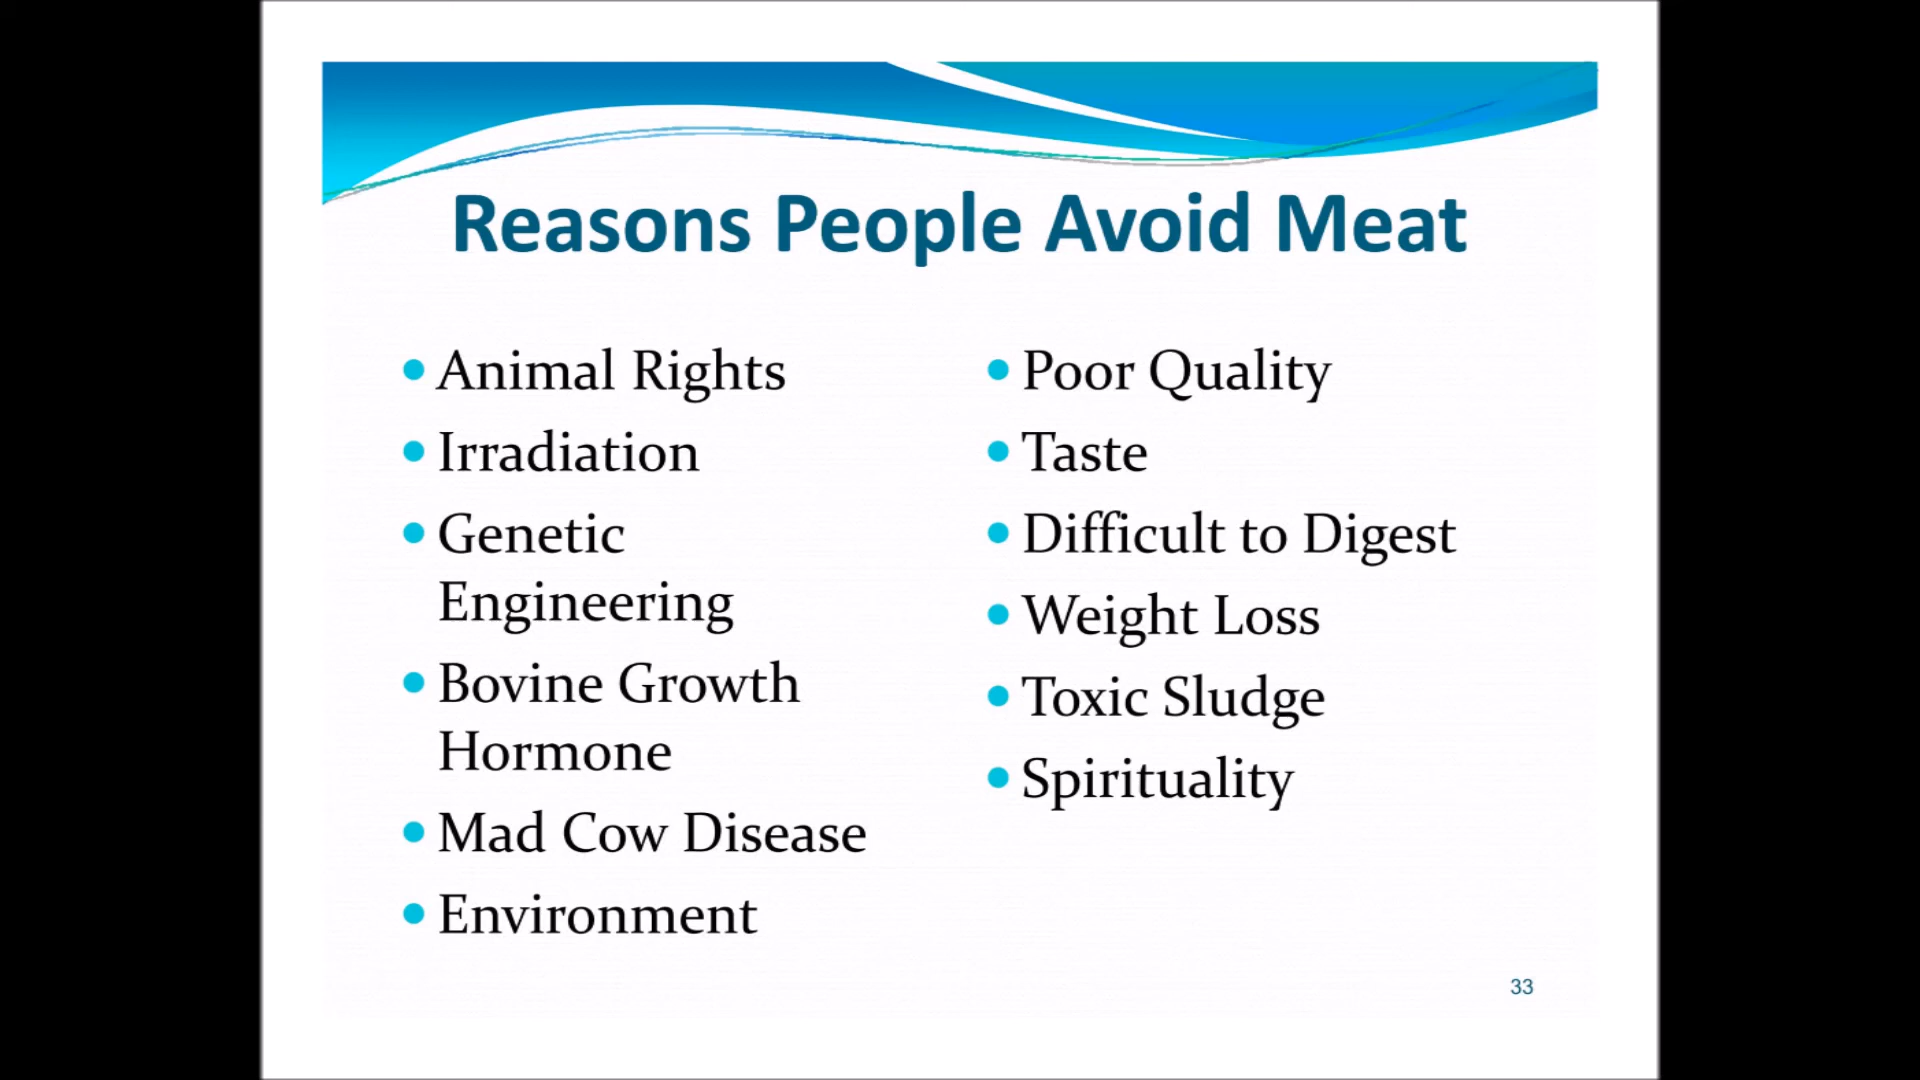 Reasons People Avoid Meat
Animal Rights
Irradiation
Genetic
Engineering
Bovine Growth
Hormone
Mad Cow Disease
Environment
Poor Quality
Taste
Difficult to Digest
Weight Loss
Toxic Sludge
Spirituality
33